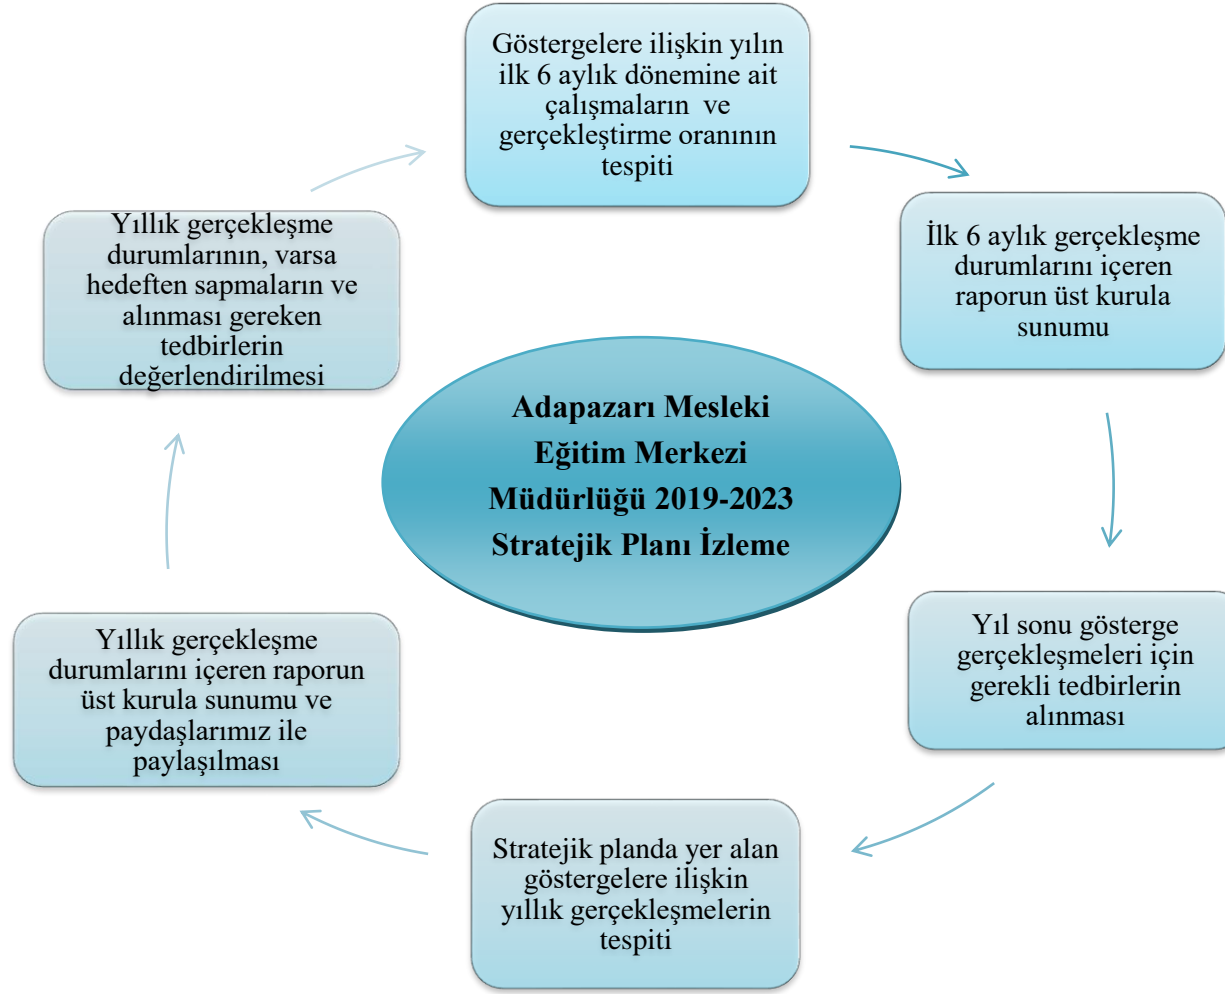 Göstergelere ilişkin yılın
ilk 6 aylık dönemine ait
çalışmaların ve
gerçekleştirme oranının
tespiti
İlk 6 aylık gerçekleşme
durumlarını içeren
raporun üst kurula
sunumu
Yıl sonu gösterge
gerçekleşmeleri için
gerekli tedbirlerin
alınması
Stratejik planda yer alan
göstergelere ilişkin
yıllık gerçekleşmelerin
tespiti
Yıllık gerçekleşme
durumlarını içeren raporun
üst kurula sunumu ve
paydaşlarımız ile
paylaşılması
Yıllık gerçekleşme
durumlarının, varsa
hedeften sapmaların ve
alınması gereken
tedbirlerin
değerlendirilmesi
Adapazarı Mesleki
Eğitim Merkezi
Müdürlüğü 2019-2023
Stratejik Planı İzleme